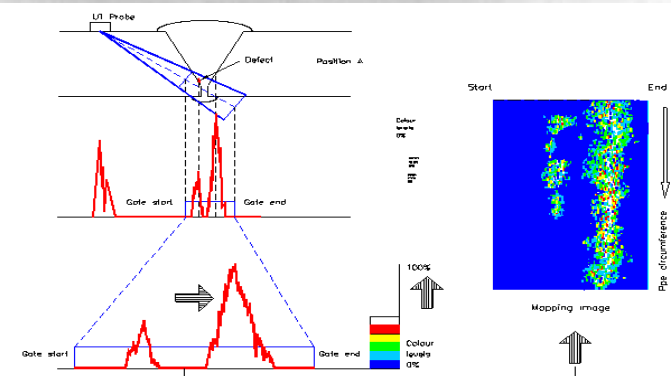 UT Probe
Defect
Position A
Start
End
Colour
levels
0%
Gate start
Gate end
Pipe circumference
100%
Mapping image
Gate start
Gate end
Colour
levels
0%